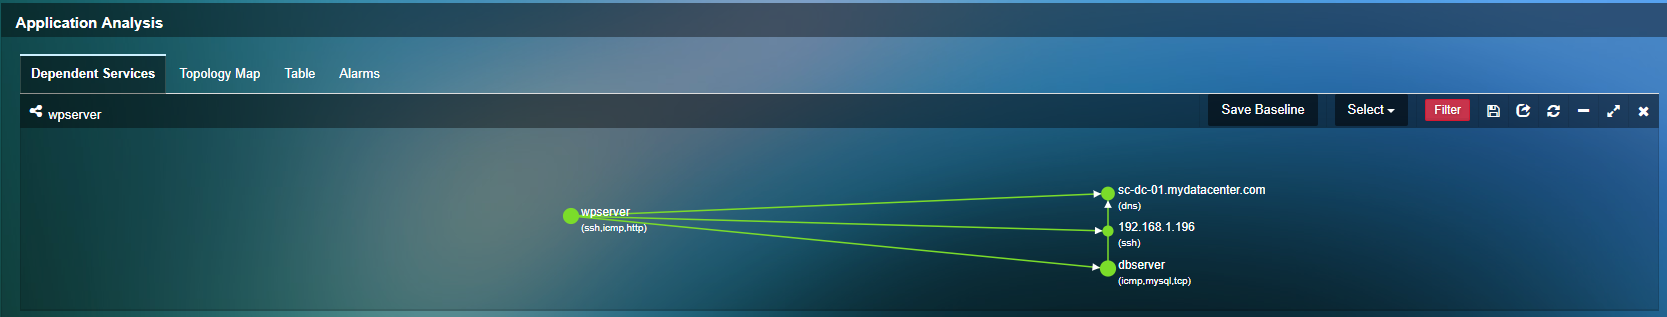 Application Analysis
Dependent Services Topology Map Table Alarms
wpserver Save Baseline Select Filter
sc-dc-01.mydatacenter.com
(dns)
wpserver
(ssh,icmp,http)
192.168.1.196
(ssh)
dbserver
(icmp,mysql,tcp)